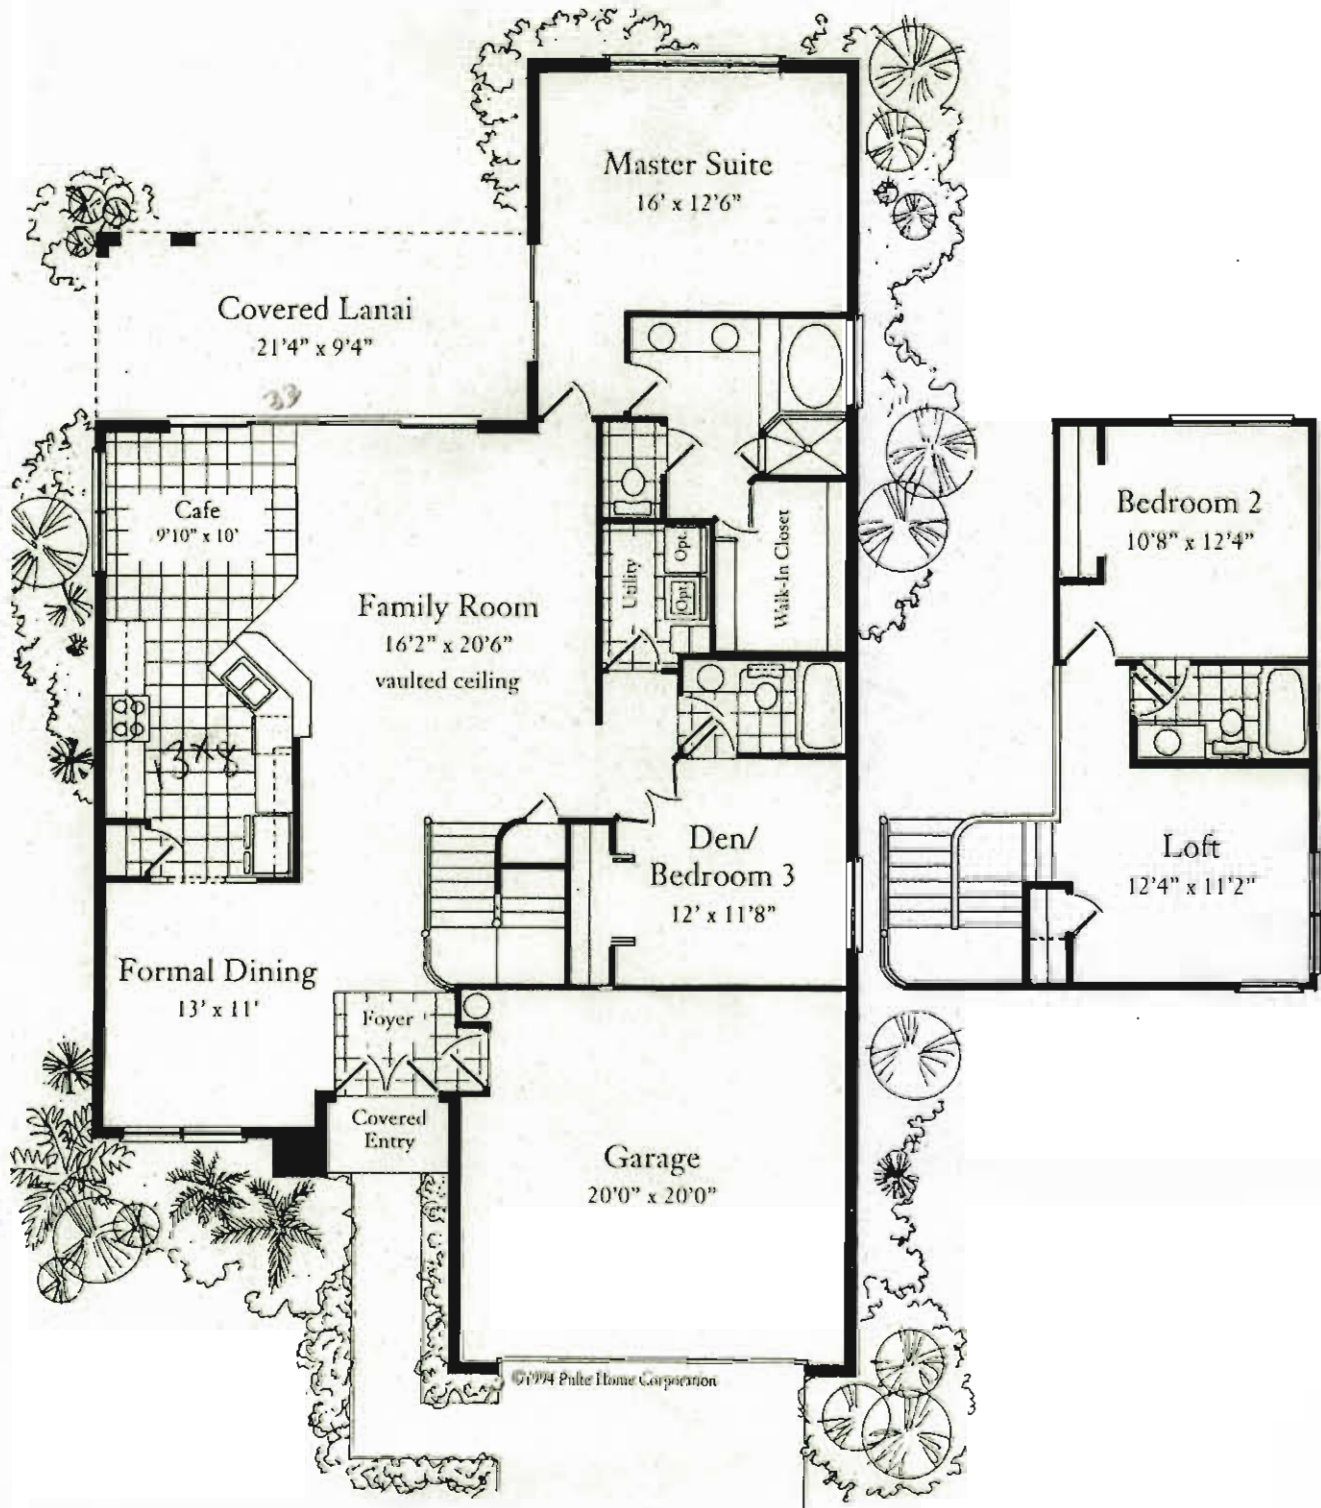 Master Suite
16' x 12'6"
Covered Lanai
21'4" x 9'4"
33
Cafe
9'10" x 10'
Family Room
16'2" x 20'6"
vaulted ceiling
Utility
Opt.
Opt
Walk-In Closet
13x8
Den/
Bedroom 3
12' x 11'8"
Formal Dining
13' x 11'
Foyer
Covered
Entry
Garage
20'0" x 20'0"
©1994 Pulte Home Corporation
Bedroom 2
10'8" x 12'4"
Loft
12'4" x 11'2"